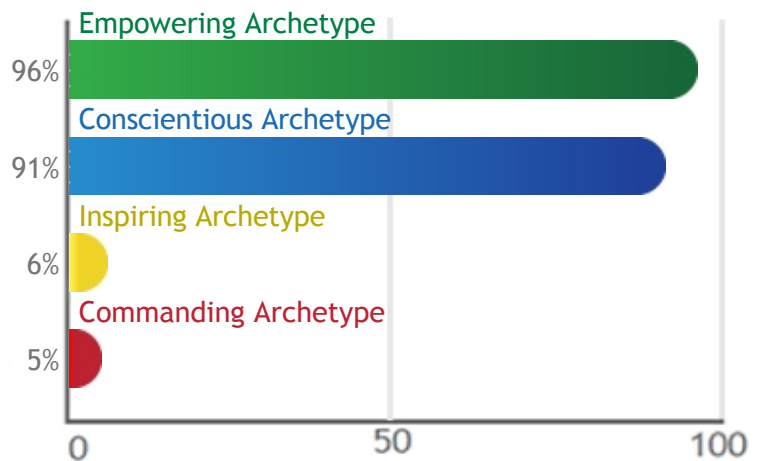 Empowering Archetype
96%
Conscientious Archetype
91%
Inspiring Archetype
6%
Commanding Archetype
5%
0 50 100